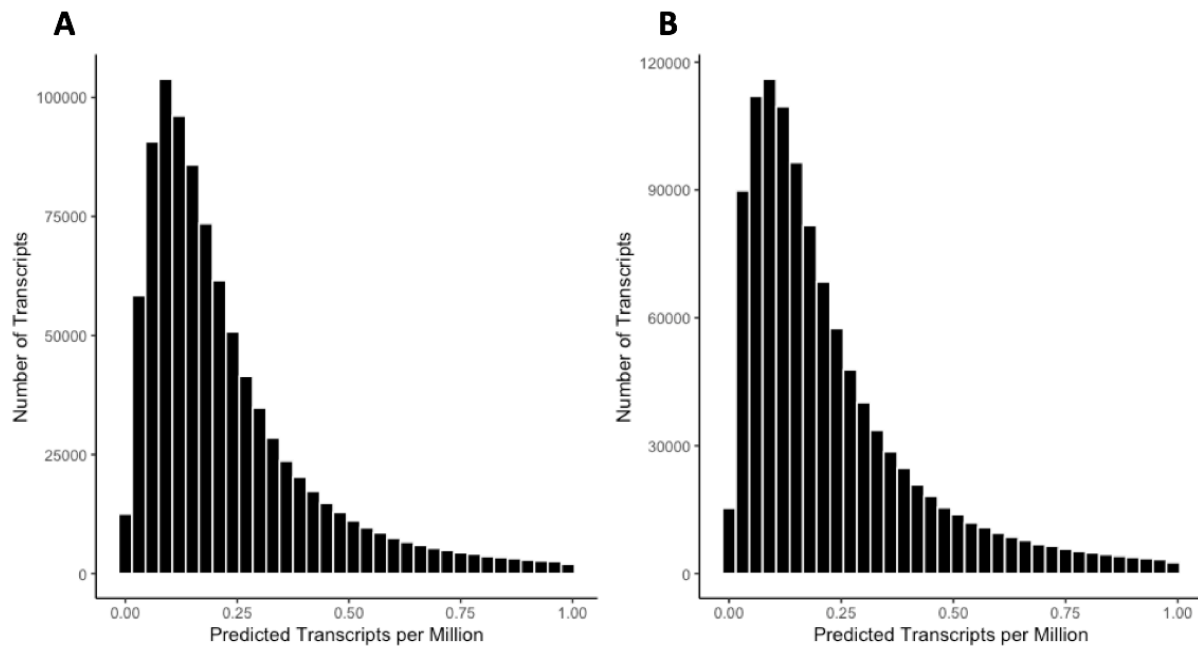 A
B
Number of Transcripts
100000
75000
50000
25000
0
0.00 0.25 0.50 0.75 1.00
Predicted Transcripts per Million
Number of Transcripts
120000
90000
60000
30000
0
0.00 0.25 0.50 0.75 1.00
Predicted Transcripts per Million